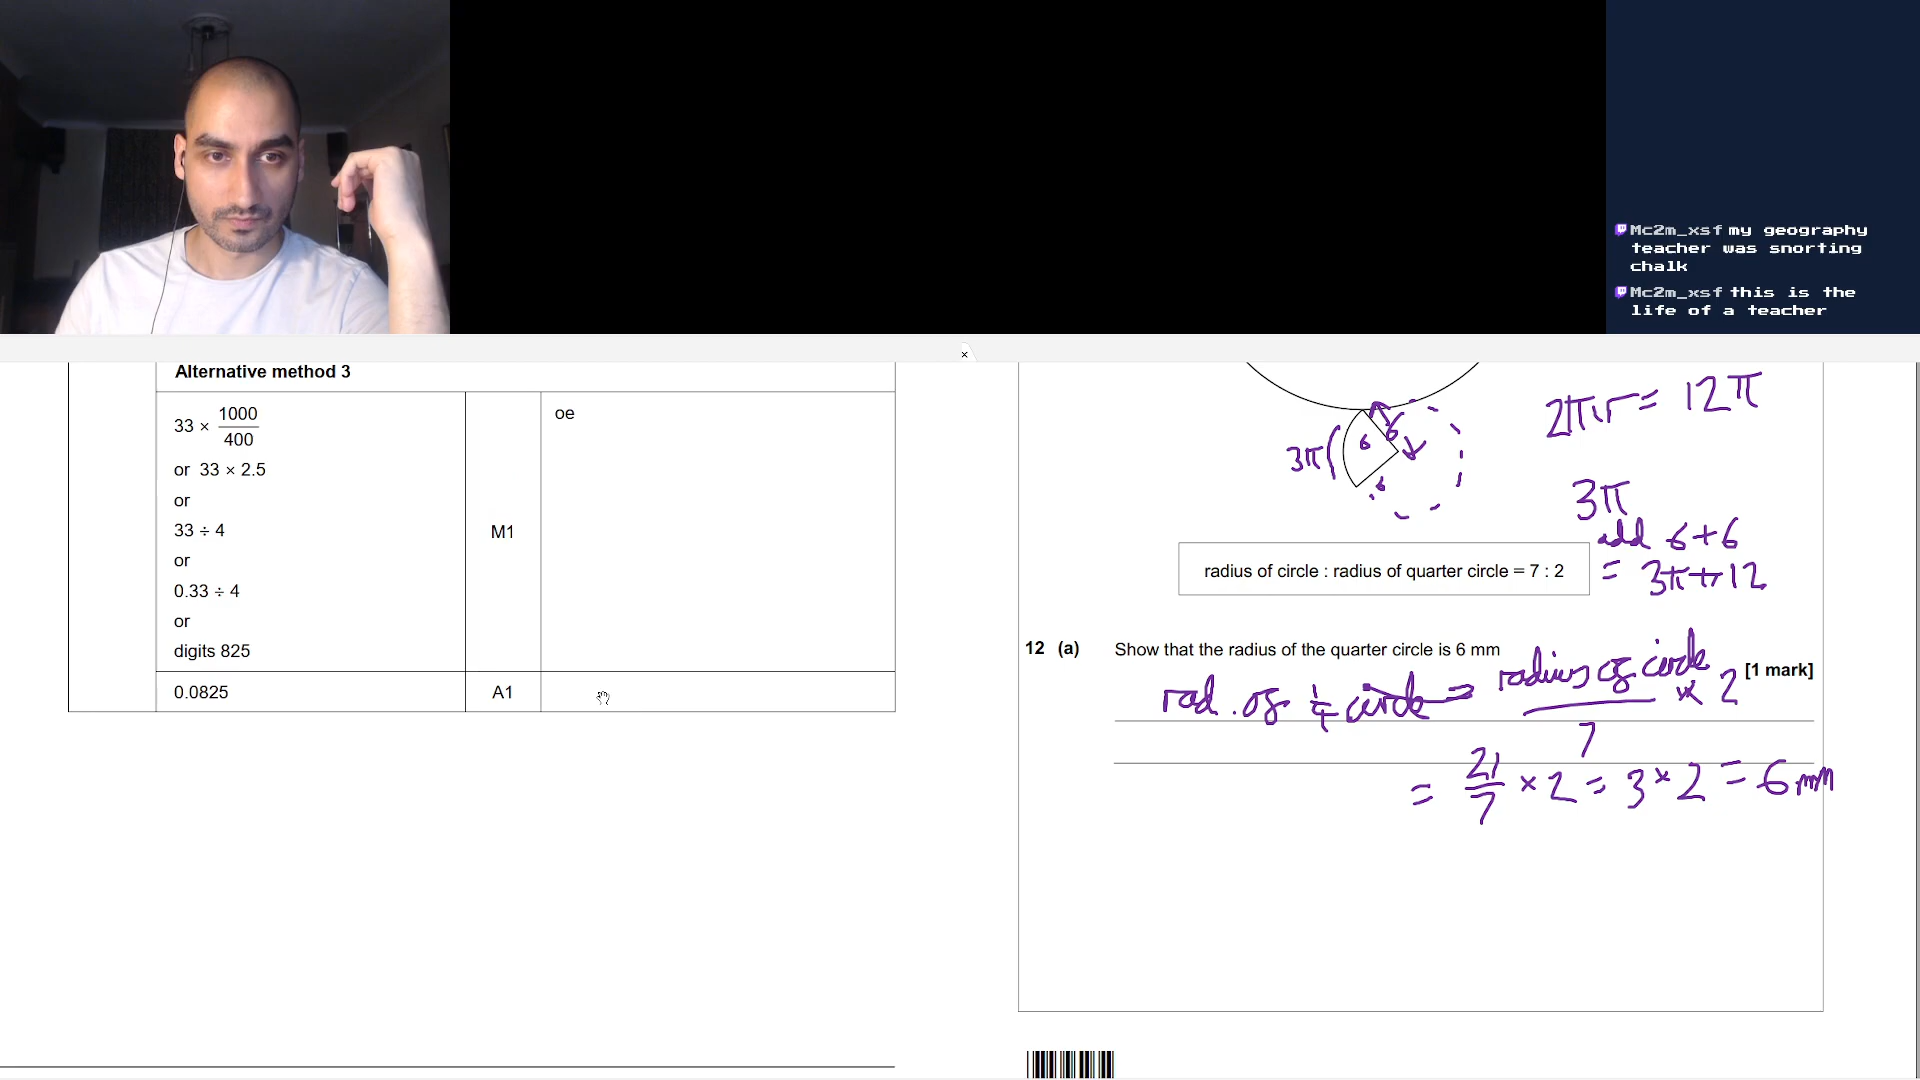 Mc2m_xsf my geography
teacher was snorting
chalk
Mc2m_xsf this is the
life of a teacher
Alternative method 3
33 × 1000/400
or 33 × 2.5
or
33 ÷ 4
or
0.33 ÷ 4
or
digits 825
M1
oe
0.0825
A1
2πr = 12π
3π
6
6
6
3π
add 6+6
= 3π+12
radius of circle : radius of quarter circle = 7 : 2
12 (a) Show that the radius of the quarter circle is 6 mm
[1 mark]
rad. of 1/4 circle = radius of circle/7 × 2
= 21/7 × 2 = 3 × 2 = 6mm